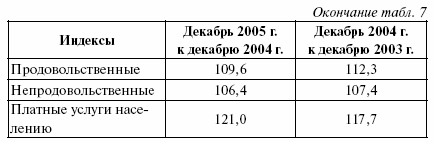 Окончание табл. 7
Индексы Декабрь 2005 г. Декабрь 2004 г.
к декабрю 2004 г. к декабрю 2003 г.
Продовольственные 109,6 112,3
Непродовольственные 106,4 107,4
Платные услуги насе-
лению 121,0 117,7